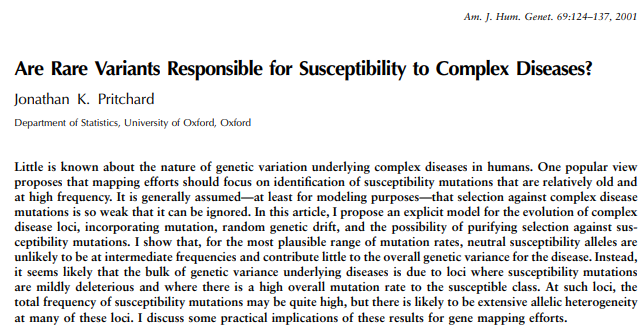 Am. J. Hum. Genet. 69:124–137, 2001
Are Rare Variants Responsible for Susceptibility to Complex Diseases?
Jonathan K. Pritchard
Department of Statistics, University of Oxford, Oxford
Little is known about the nature of genetic variation underlying complex diseases in humans. One popular view
proposes that mapping efforts should focus on identification of susceptibility mutations that are relatively old and
at high frequency. It is generally assumed—at least for modeling purposes—that selection against complex disease
mutations is so weak that it can be ignored. In this article, I propose an explicit model for the evolution of complex
disease loci, incorporating mutation, random genetic drift, and the possibility of purifying selection against sus-
ceptibility mutations. I show that, for the most plausible range of mutation rates, neutral susceptibility alleles are
unlikely to be at intermediate frequencies and contribute little to the overall genetic variance for the disease. Instead,
it seems likely that the bulk of genetic variance underlying diseases is due to loci where susceptibility mutations
are mildly deleterious and where there is a high overall mutation rate to the susceptible class. At such loci, the
total frequency of susceptibility mutations may be quite high, but there is likely to be extensive allelic heterogeneity
at many of these loci. I discuss some practical implications of these results for gene mapping efforts.